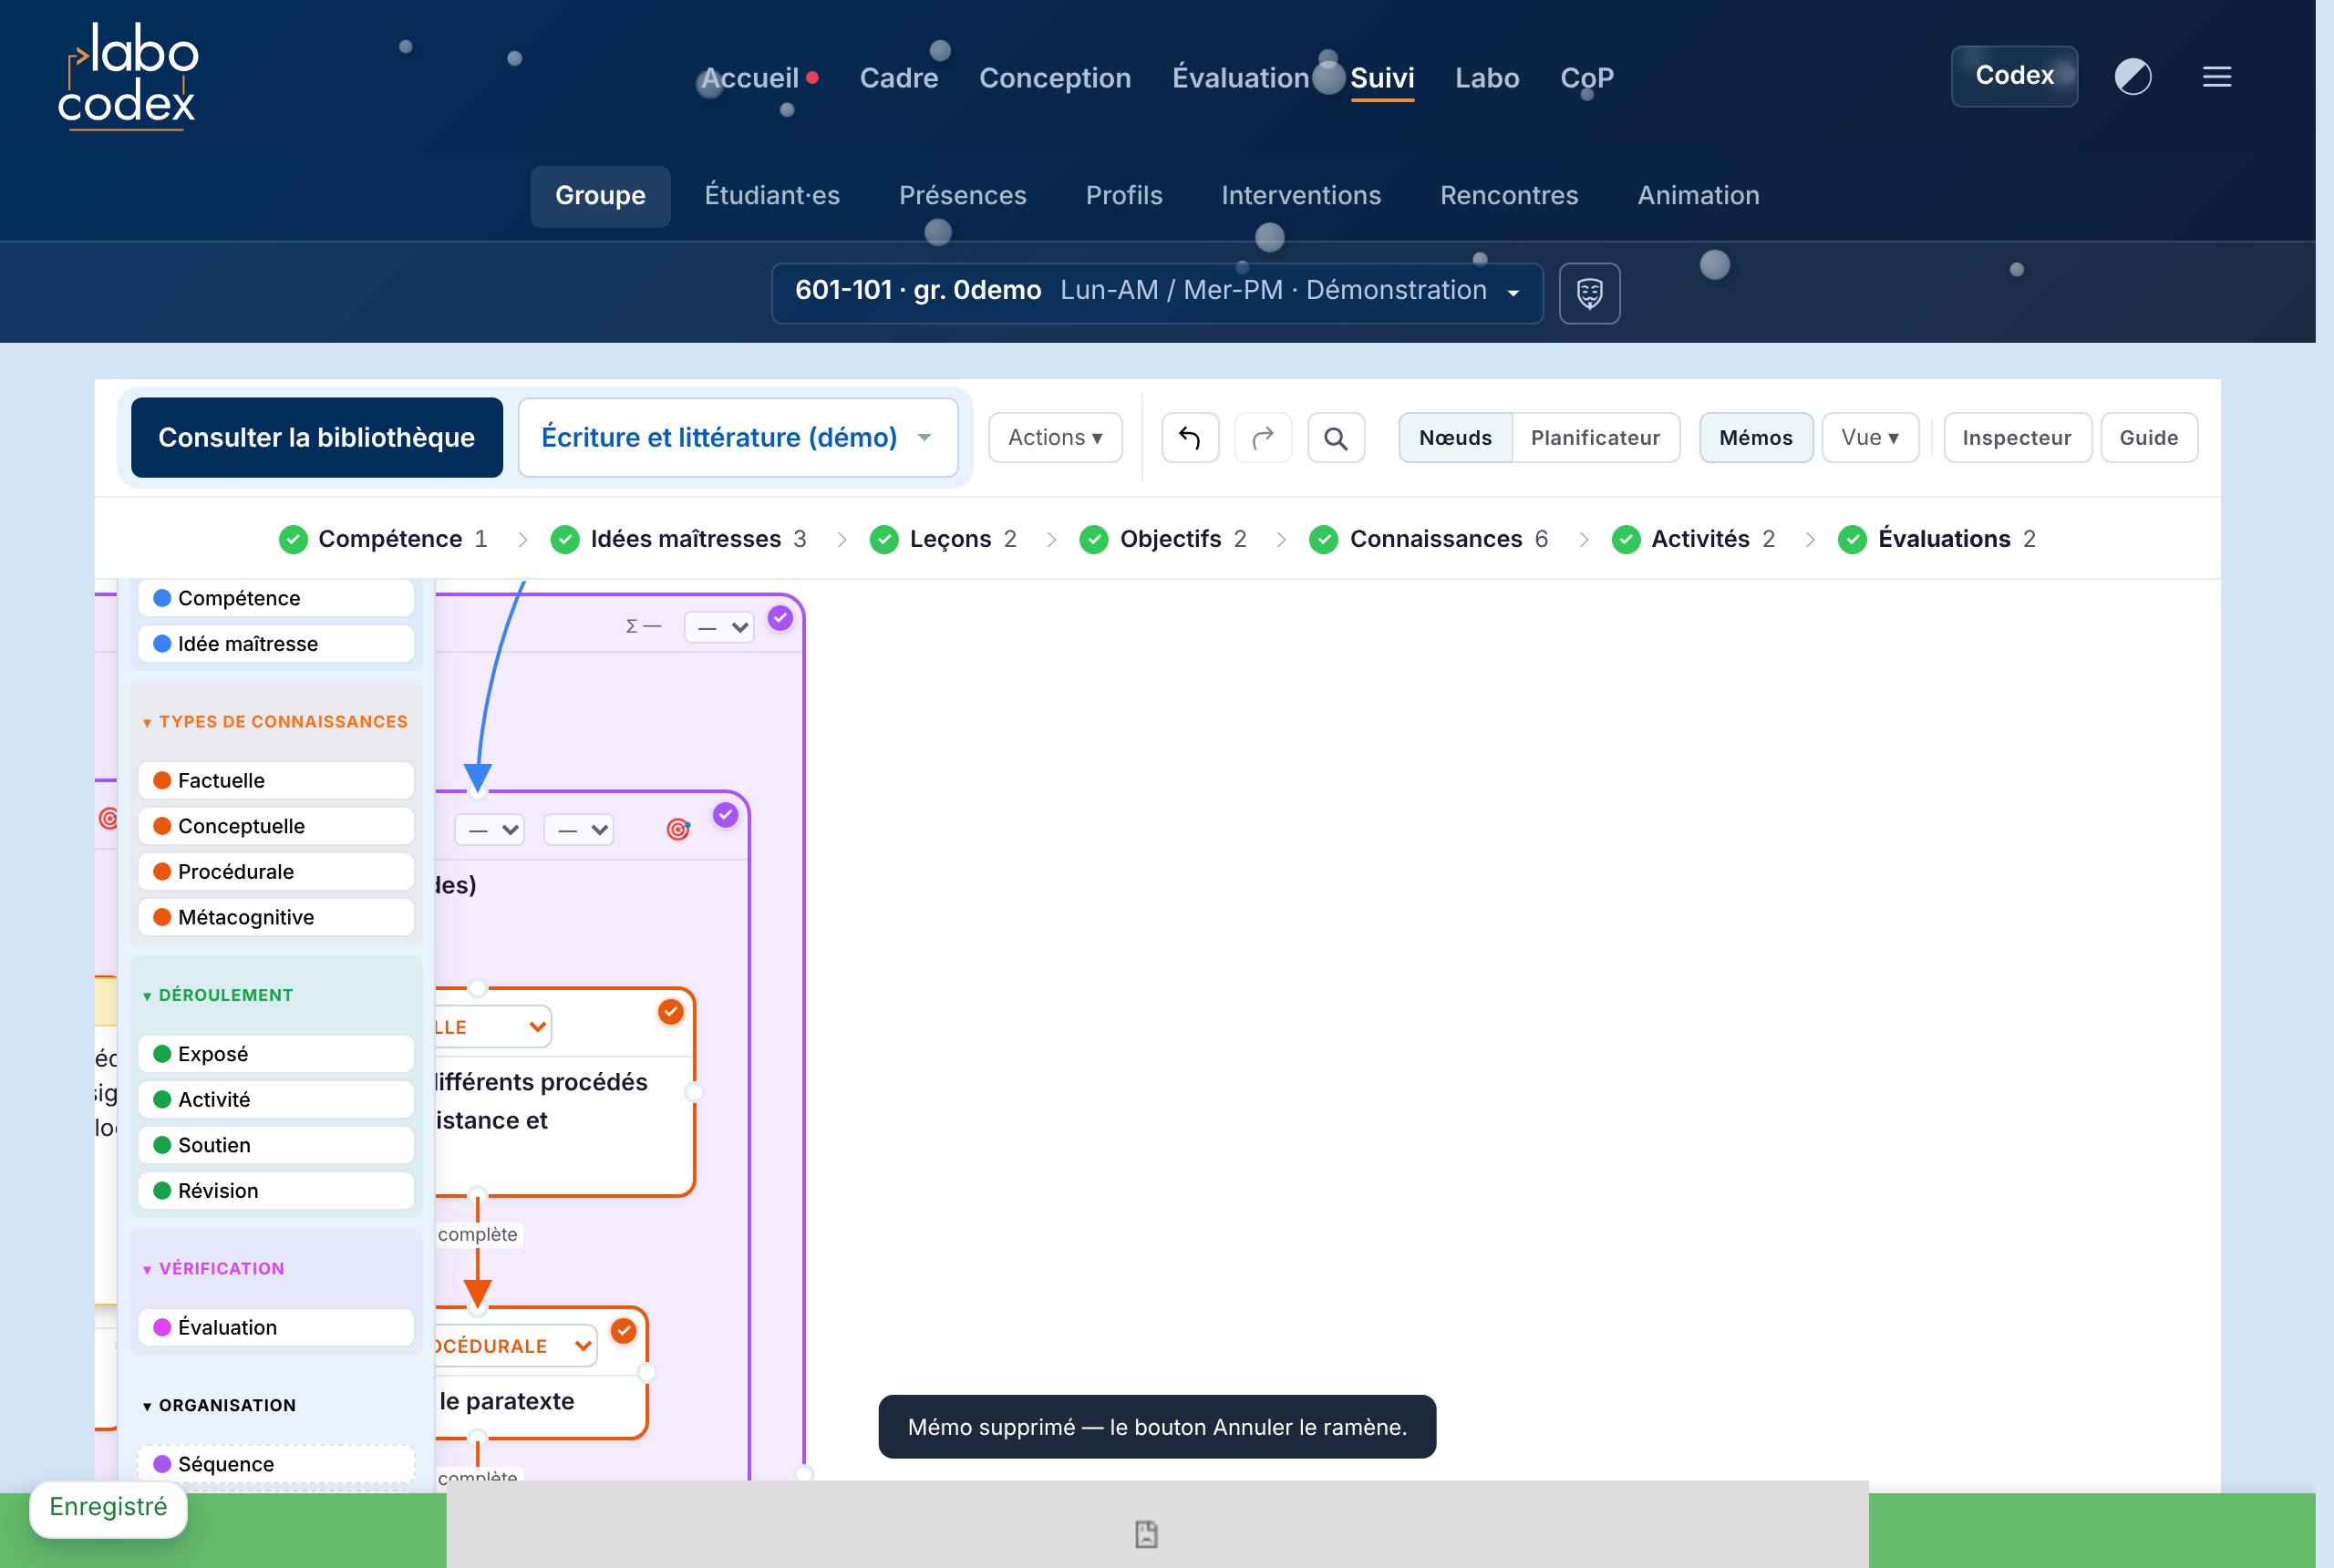 labo
codex
Accueil Cadre Conception Évaluation Suivi Labo CoP
Codex
Groupe Étudiant·es Présences Profils Interventions Rencontres Animation
601-101 · gr. 0demo Lun-AM / Mer-PM · Démonstration
Consulter la bibliothèque
Écriture et littérature (démo)
Actions ▾
Nœuds Planificateur
Mémos Vue ▾
Inspecteur Guide
Compétence 1 Idées maîtresses 3 Leçons 2 Objectifs 2 Connaissances 6 Activités 2 Évaluations 2
Compétence
Idée maîtresse
▾ TYPES DE CONNAISSANCES
Factuelle
Conceptuelle
Procédurale
Métacognitive
▾ DÉROULEMENT
Exposé
Activité
Soutien
Révision
▾ VÉRIFICATION
Évaluation
▾ ORGANISATION
Séquence
Σ — —
— —
des)
LLE
ifférents procédés
istance et
complète
OCÉDURALE
le paratexte
complète
Mémo supprimé — le bouton Annuler le ramène.
Enregistré